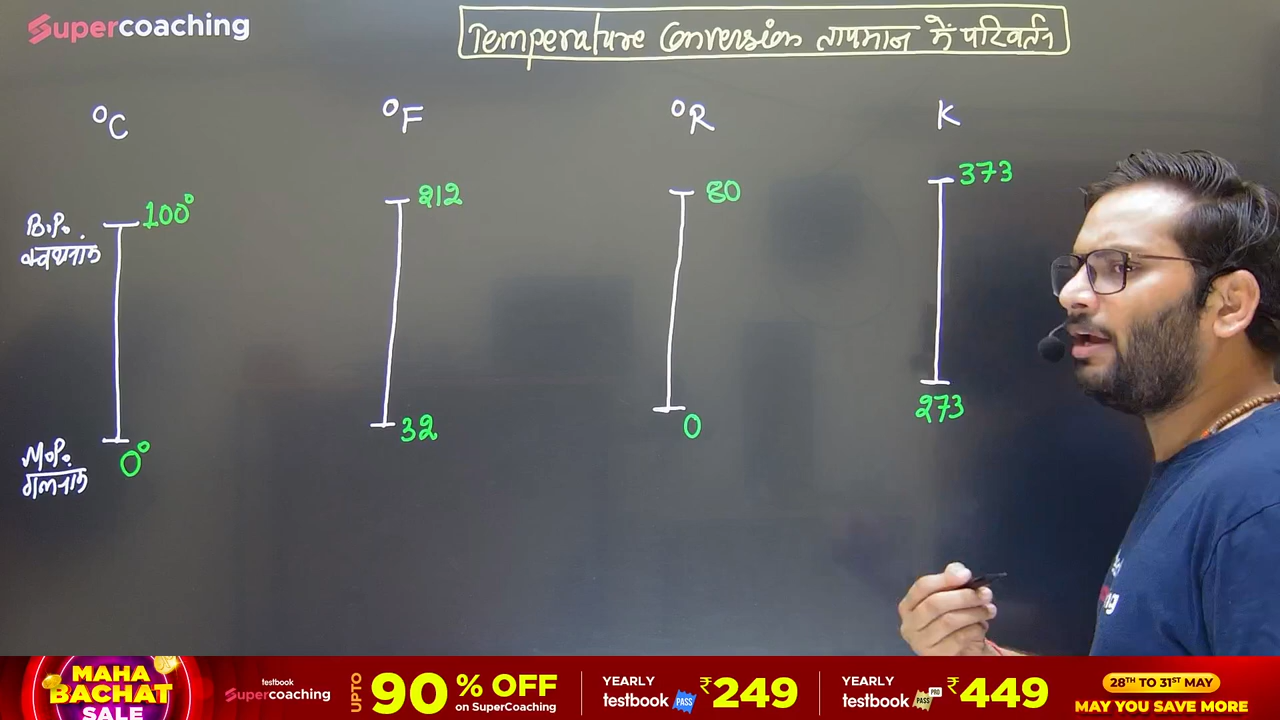 Supercoaching
Temperature Conversion तापमान में परिवर्तन
°C °F °R K
B.P. 100° 212 80 373
क्वथनांक
M.P. 0° 32 0 273
गलनांक
MAHA
BACHAT
SALE
testbook
Supercoaching
UPTO 90% OFF
on SuperCoaching
YEARLY
testbook PASS ₹249
YEARLY
testbook PASS PRO ₹449
28TH TO 31ST MAY
MAY YOU SAVE MORE